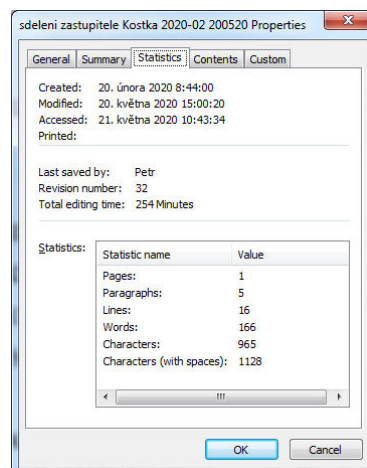 sdeleni zastupitele Kostka 2020-02 200520 Properties
General Summary Statistics Contents Custom
Created: 20. února 2020 8:44:00
Modified: 20. května 2020 15:00:20
Accessed: 21. května 2020 10:43:34
Printed:
Last saved by: Petr
Revision number: 32
Total editing time: 254 Minutes
Statistics:
Statistic name Value
Pages: 1
Paragraphs: 5
Lines: 16
Words: 166
Characters: 965
Characters (with spaces): 1128
OK Cancel